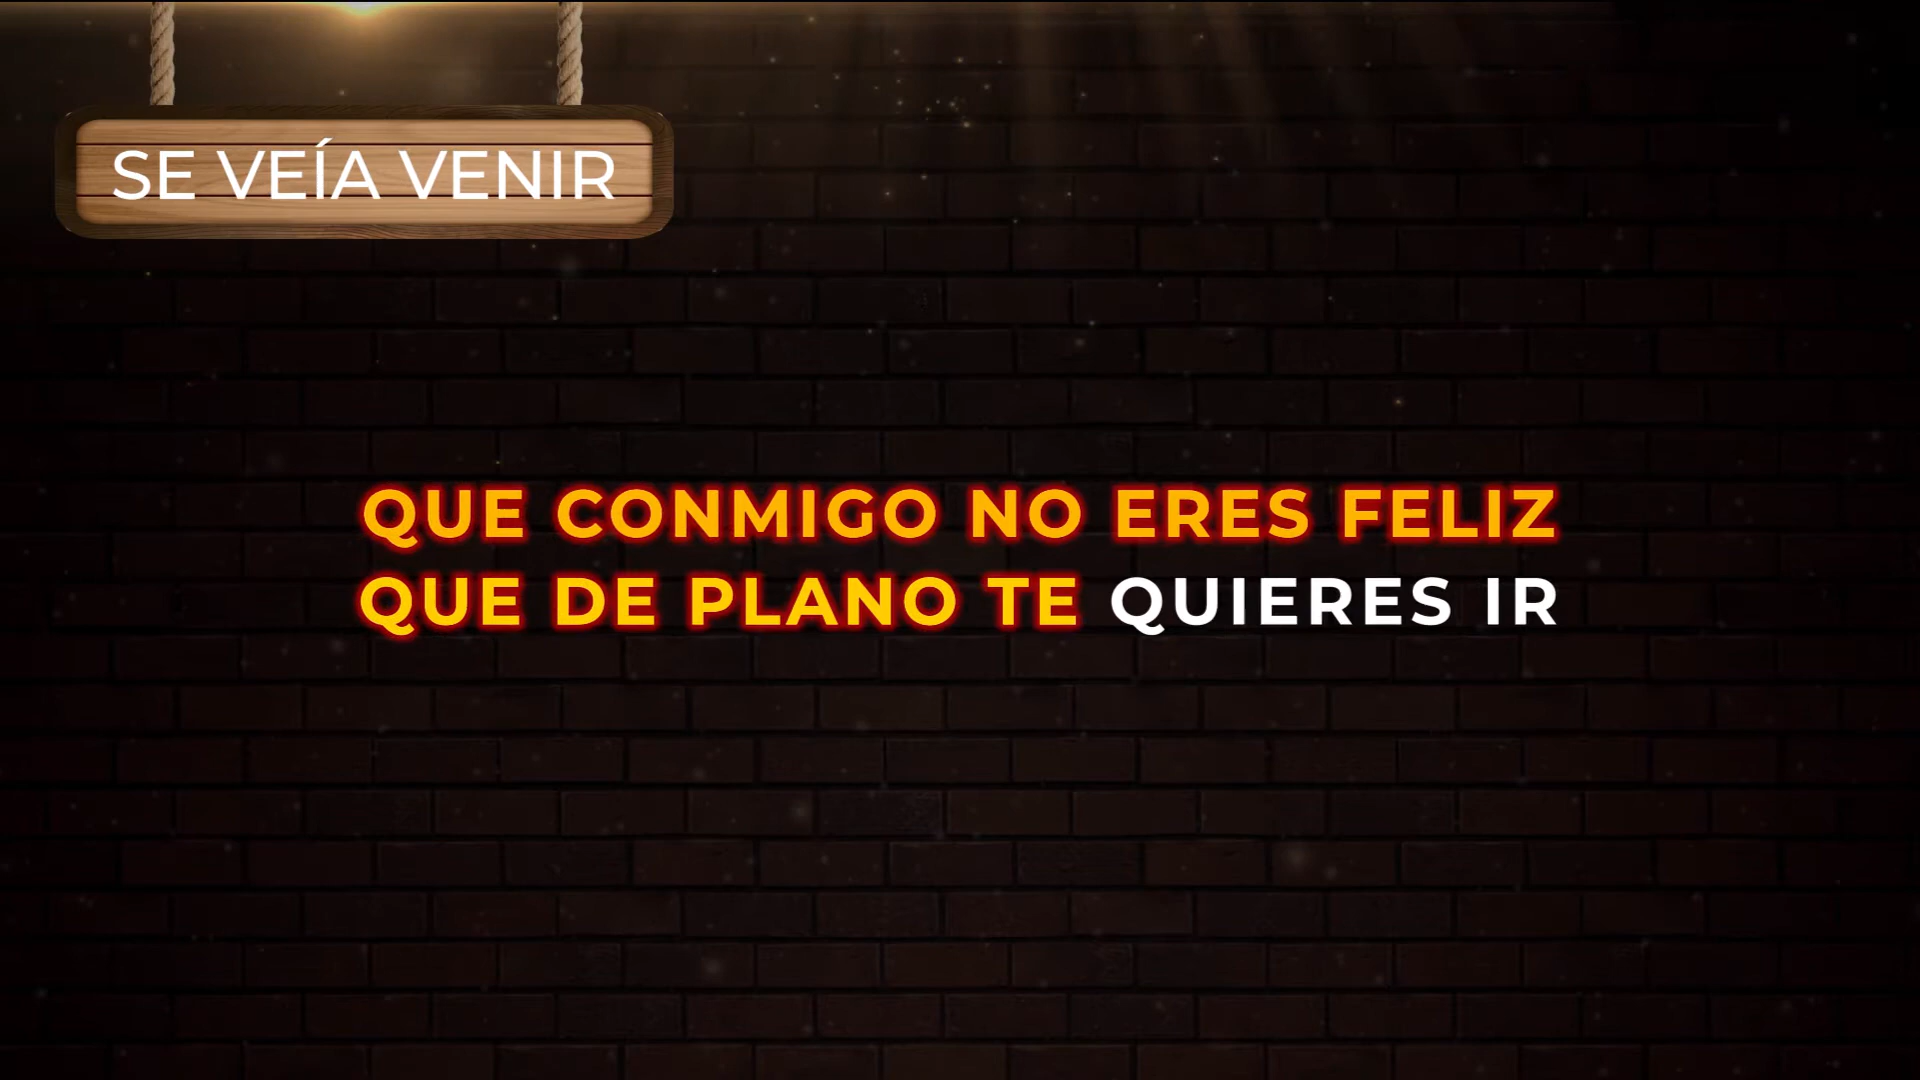 SE VEÍA VENIR
QUE CONMIGO NO ERES FELIZ
QUE DE PLANO TE QUIERES IR